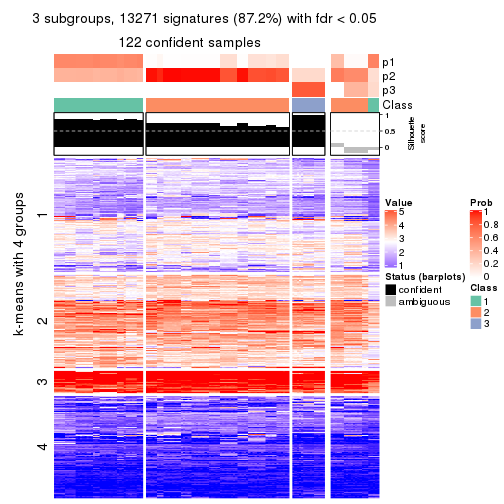 3 subgroups, 13271 signatures (87.2%) with fdr < 0.05
122 confident samples
p1
p2
p3
Class
1
0.5
0
Silhouette
score
k-means with 4 groups
1
2
3
4
Value
5
4
3
2
1
Status (barplots)
confident
ambiguous
Prob
1
0.8
0.6
0.4
0.2
0
Class
1
2
3